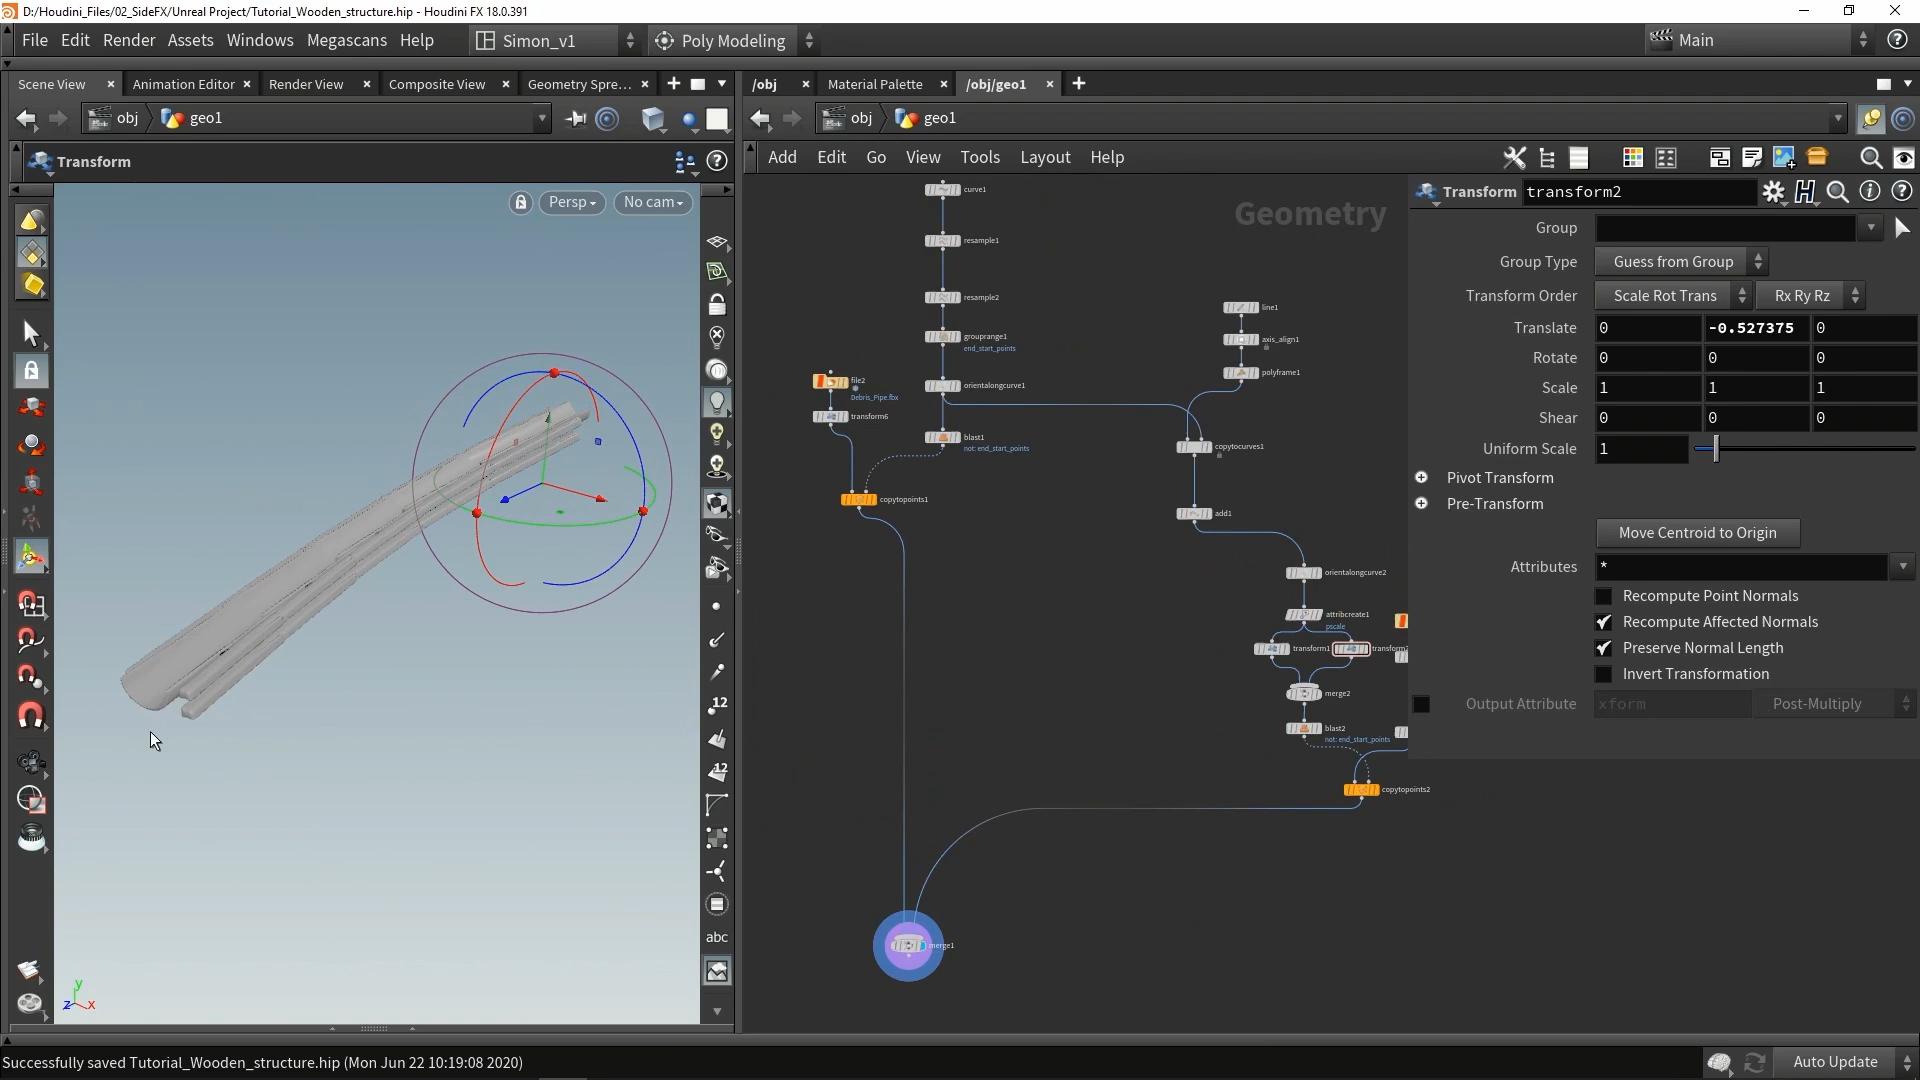 D:/Houdini_Files/02_SideFX/Unreal Project/Tutorial_Wooden_structure.hip - Houdini FX 18.0.391
File Edit Render Assets Windows Megascans Help
Simon_v1
Poly Modeling
Main
Scene View
Animation Editor
Render View
Composite View
Geometry Spre...
/obj
Material Palette
/obj/geo1
obj
geo1
obj
geo1
Transform
Add Edit Go View Tools Layout Help
Persp
No cam
Geometry
curve1
resample1
resample2
grouprange1
end_start_points
orientalongcurve1
file2
Debris_Pipe.fbx
transform6
blast1
not: end_start_points
copytopoints1
line1
axis_align1
polyframe1
copytocurves1
add1
orientalongcurve2
attribcreate1
pscale
transform1
merge2
blast2
not: end_start_points
copytopoints2
merge1
12
12
abc
y
z
x
Transform
transform2
Group
Group Type
Guess from Group
Transform Order
Scale Rot Trans
Rx Ry Rz
Translate 0 -0.527375 0
Rotate 0 0 0
Scale 1 1 1
Shear 0 0 0
Uniform Scale 1
Pivot Transform
Pre-Transform
Move Centroid to Origin
Attributes *
Recompute Point Normals
Recompute Affected Normals
Preserve Normal Length
Invert Transformation
Output Attribute xform Post-Multiply
Successfully saved Tutorial_Wooden_structure.hip (Mon Jun 22 10:19:08 2020)
Auto Update